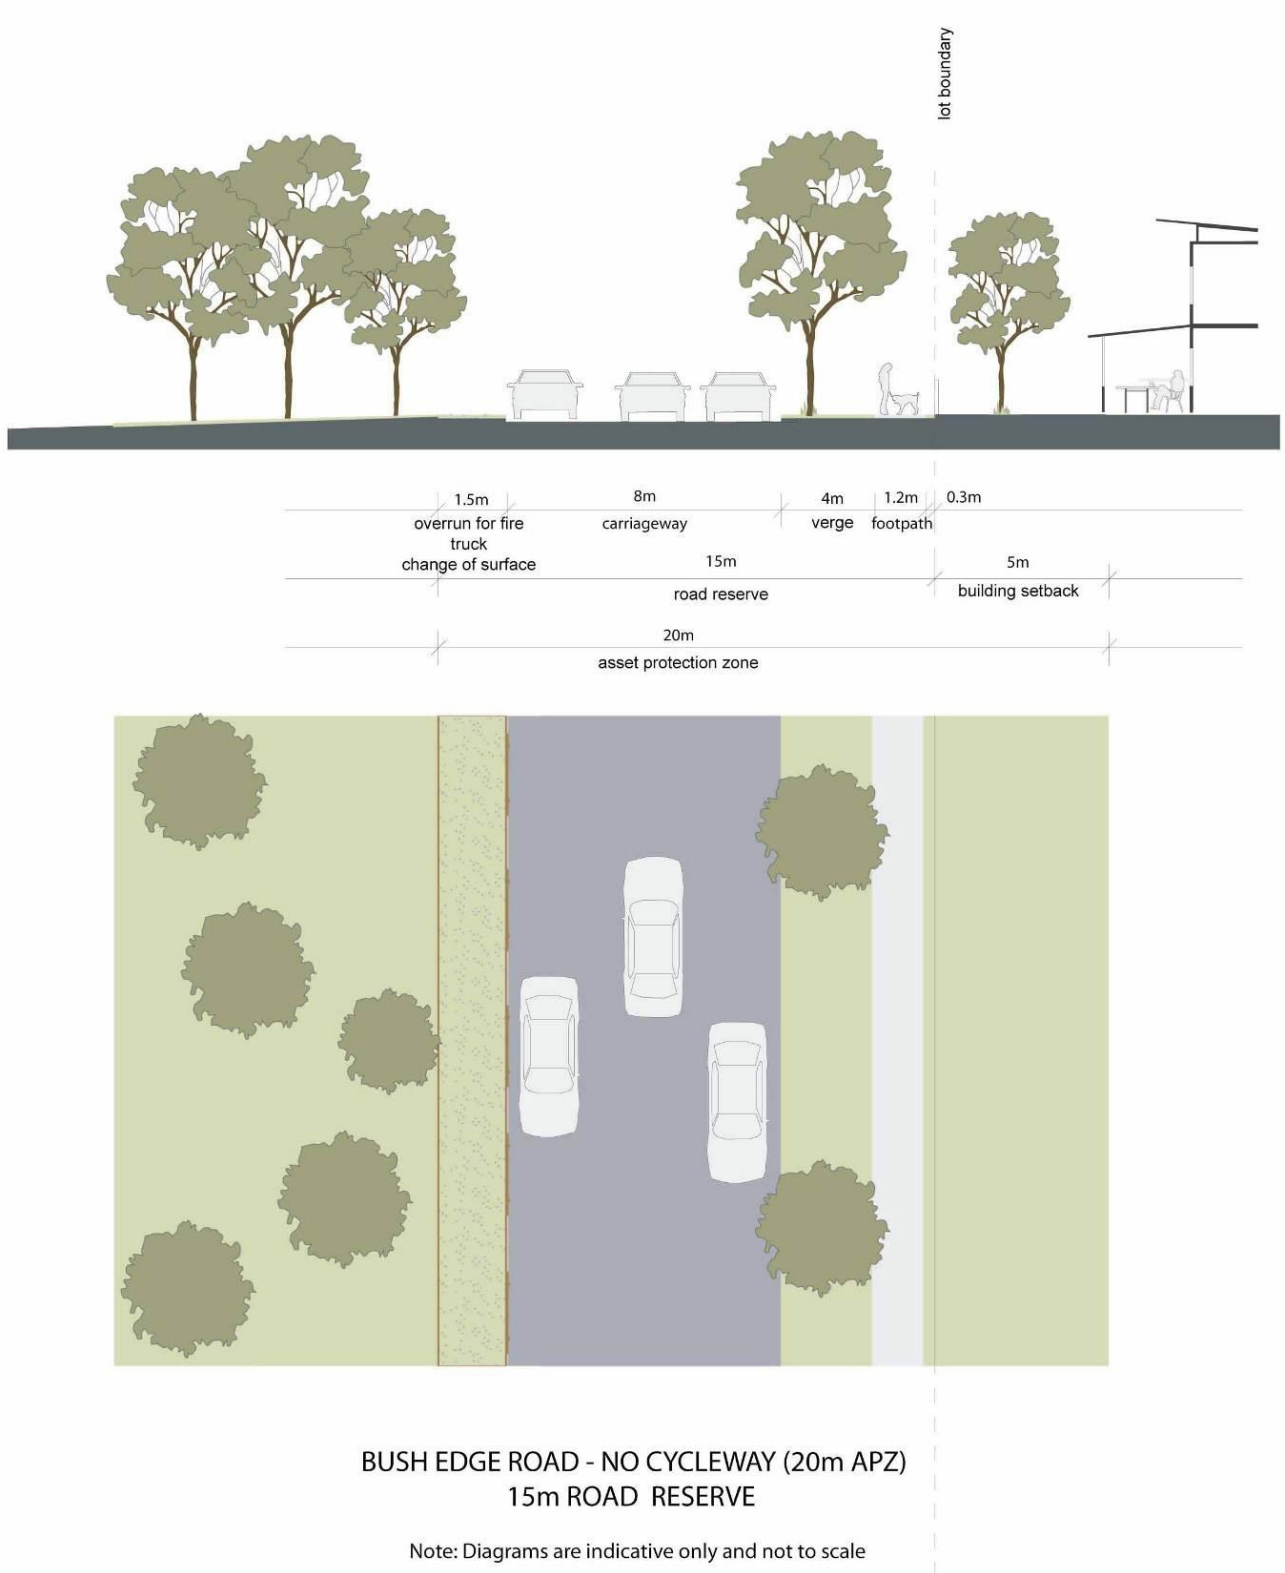 lot boundary
1.5m
8m
4m
1.2m
0.3m
overrun for fire
truck
change of surface
carriageway
verge
footpath
15m
5m
road reserve
building setback
20m
asset protection zone
BUSH EDGE ROAD - NO CYCLEWAY (20m APZ)
15m ROAD RESERVE
Note: Diagrams are indicative only and not to scale